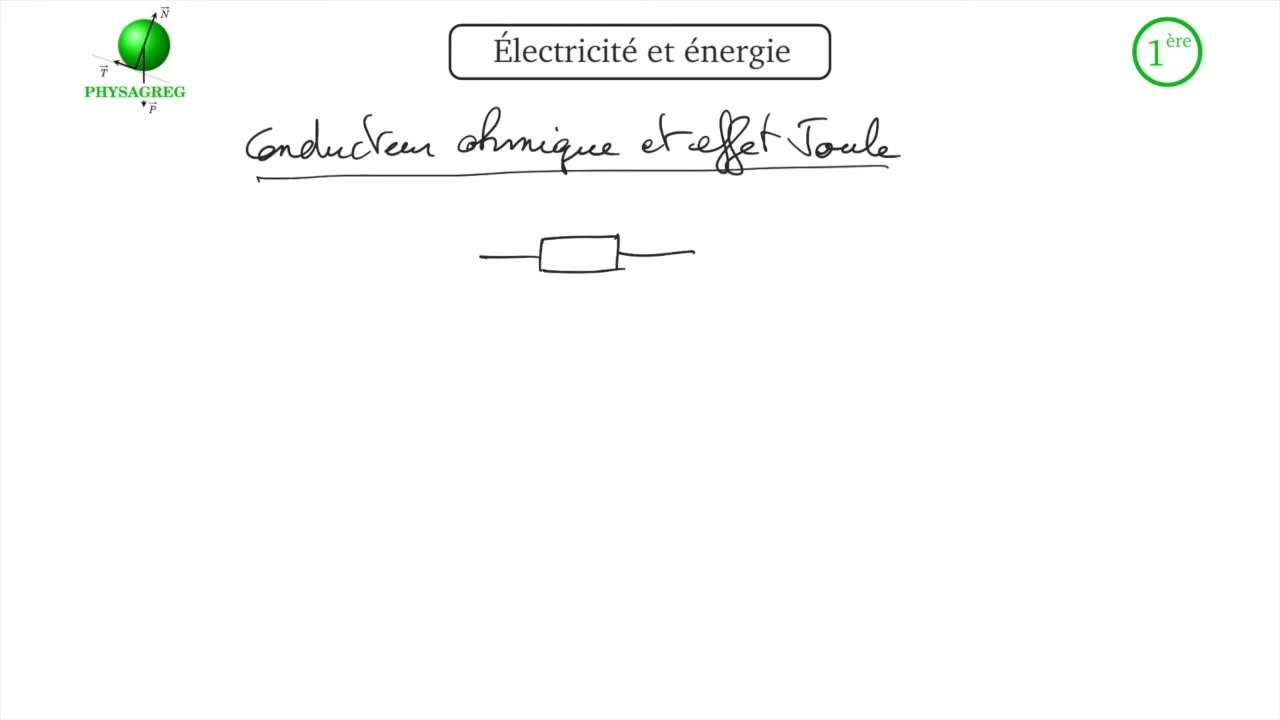 N
T
PHYSAGREG
P
Électricité et énergie
1ère
Conducteur ohmique et effet Joule